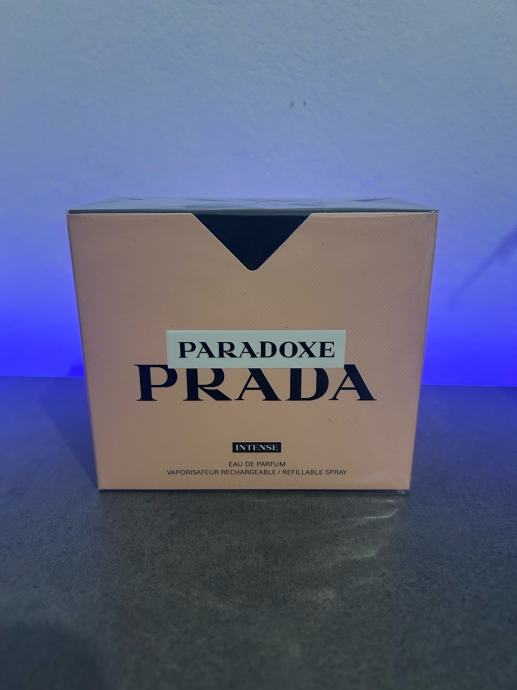 PARADOXE
PRADA
INTENSE
EAU DE PARFUM
VAPORISATEUR RECHARGEABLE / REFILLABLE SPRAY